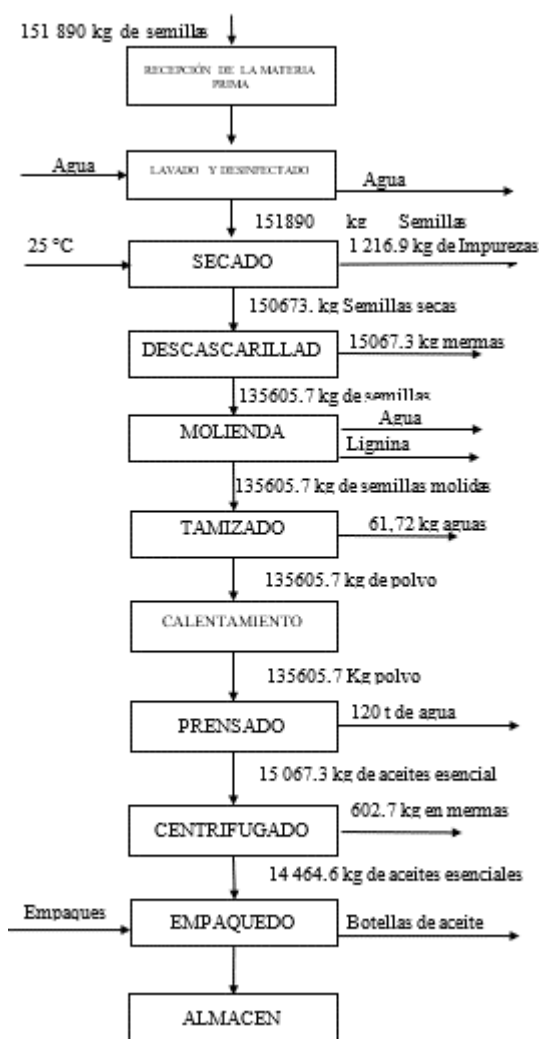 151 890 kg de semillas
RECEPCIÓN DE LA MATERIA
PRIMA
Agua
LAVADO Y DESINFECTADO
Agua
151890 kg Semillas
25 °C
SECADO
1 216.9 kg de Impurezas
150673. kg Semillas secas
DESCASCARILLAD
15067.3 kg mermas
135605.7 kg de semillas
MOLIENDA
Agua
Lignina
135605.7 kg de semillas molidas
TAMIZADO
61,72 kg aguas
135605.7 kg de polvo
CALENTAMIENTO
135605.7 Kg polvo
PRENSADO
120 t de agua
15 067.3 kg de aceites esencial
CENTRIFUGADO
602.7 kg en mermas
14 464.6 kg de aceites esenciales
Empaques
EMPAQUEDO
Botellas de aceite
ALMACEN